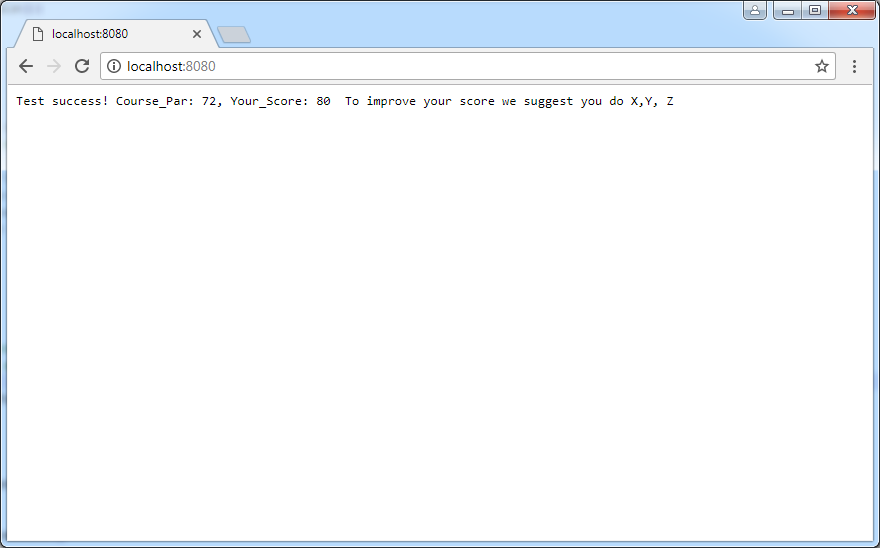 localhost:8080
localhost:8080
Test success! Course_Par: 72, Your_Score: 80  To improve your score we suggest you do X,Y, Z